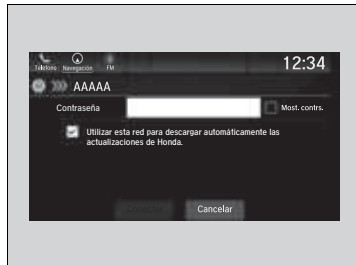 Teléfono Navegación FM
12:34
AAAAA
Contraseña
Most. contrs.
Utilizar esta red para descargar automáticamente las
actualizaciones de Honda.
Conectar Cancelar